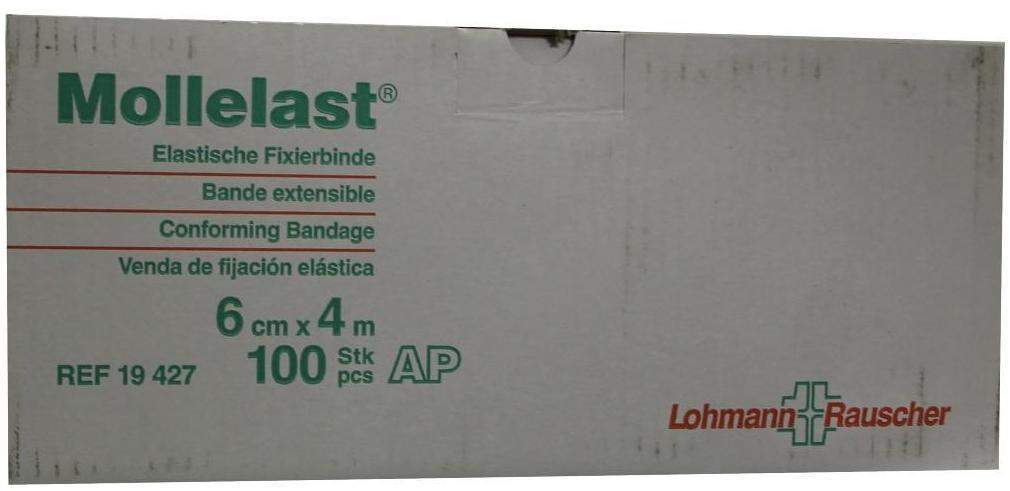 Mollelast®
Elastische Fixierbinde
Bande extensible
Conforming Bandage
Venda de fijación elástica
6 cm x 4 m
REF 19 427 100 Stk pcs AP
Lohmann Rauscher